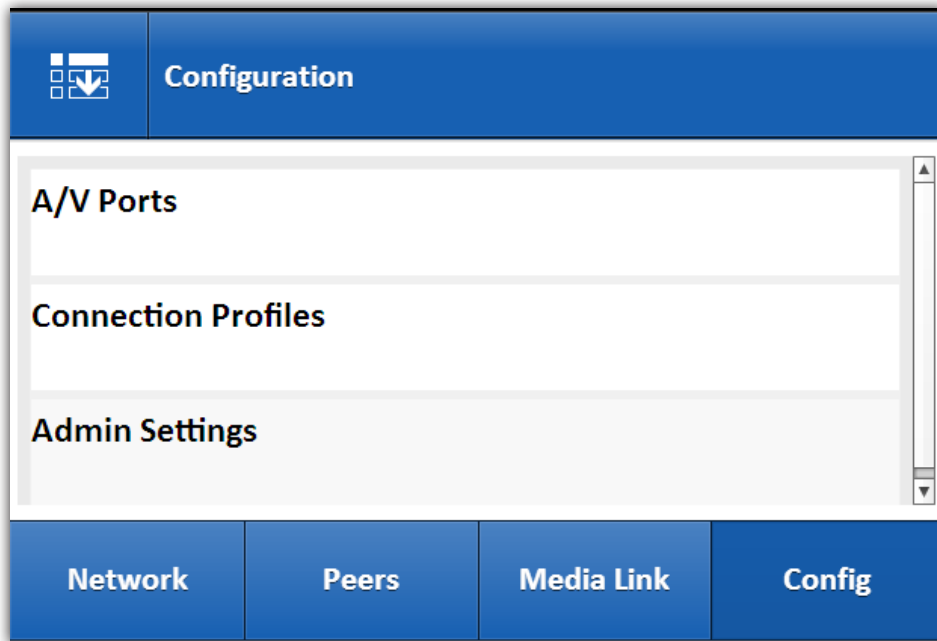 Configuration
A/V Ports
Connection Profiles
Admin Settings
Network Peers Media Link Config